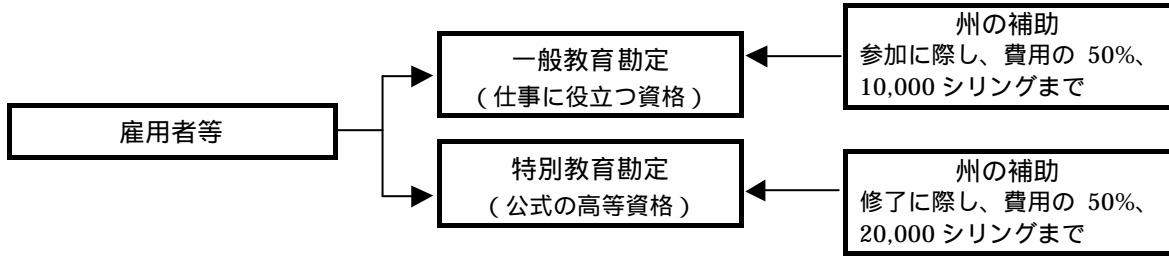 雇用者等
一般教育勘定
(仕事に役立つ資格)
特別教育勘定
(公式の高等資格)
州の補助
参加に際し、費用の 50%、
10,000 シリングまで
州の補助
修了に際し、費用の 50%、
20,000 シリングまで